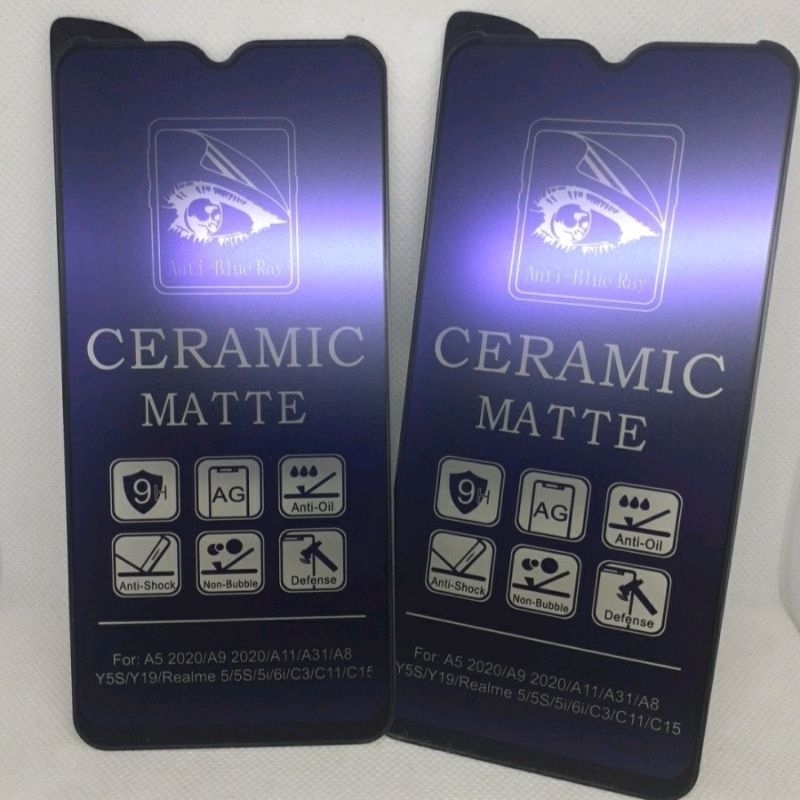 Anti-Blue Ray
CERAMIC
MATTE
9H
AG
Anti-Oil
Anti-Shock
Non-Bubble
Defense
For: A5 2020/A9 2020/A11/A31/A8
Y5S/Y19/Realme 5/5S/5i/6i/C3/C11/C15
Anti-Blue Ray
CERAMIC
MATTE
9H
AG
Anti-Oil
Anti-Shock
Non-Bubble
Defense
For: A5 2020/A9 2020/A11/A31/A8
Y5S/Y19/Realme 5/5S/5i/6i/C3/C11/C15